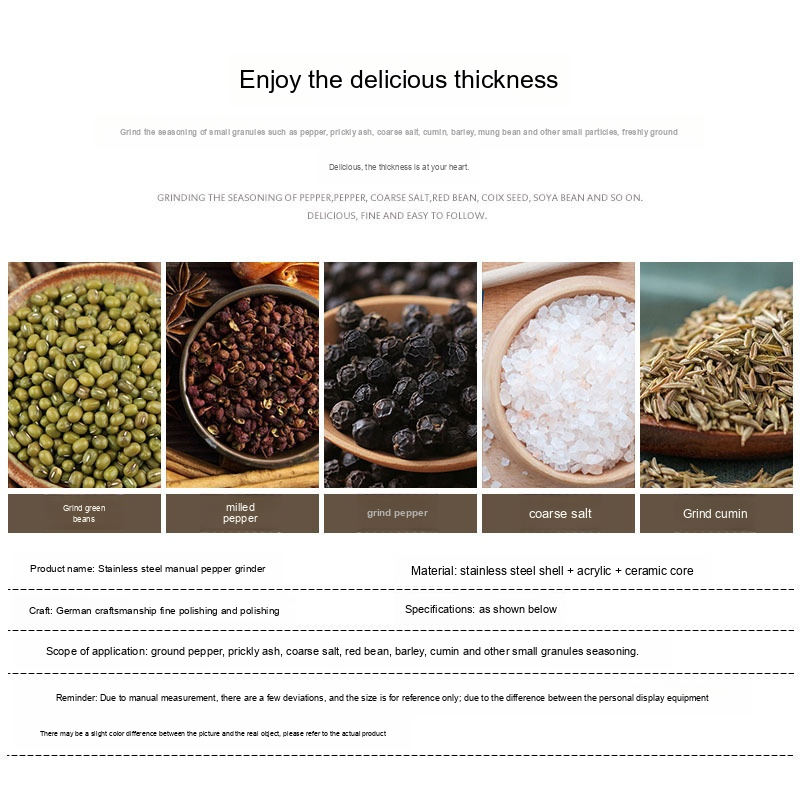 Enjoy the delicious thickness
Grind the seasoning of small granules such as pepper, prickly ash, coarse salt, cumin, barley, mung bean and other small particles, freshly ground
Delicious, the thickness is at your heart.
GRINDING THE SEASONING OF PEPPER,PEPPER, COARSE SALT,RED BEAN, COIX SEED, SOYA BEAN AND SO ON.
DELICIOUS, FINE AND EASY TO FOLLOW.
Grind green
beans
milled
pepper
grind pepper
coarse salt
Grind cumin
Product name: Stainless steel manual pepper grinder
Material: stainless steel shell + acrylic + ceramic core
Craft: German craftsmanship fine polishing and polishing
Specifications: as shown below
Scope of application: ground pepper, prickly ash, coarse salt, red bean, barley, cumin and other small granules seasoning.
Reminder: Due to manual measurement, there are a few deviations, and the size is for reference only; due to the difference between the personal display equipment
There may be a slight color difference between the picture and the real object, please refer to the actual product